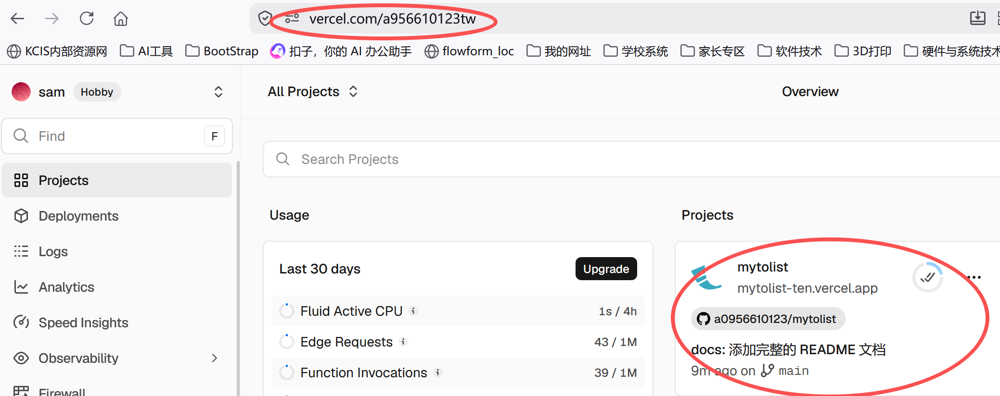 vercel.com/a956610123tw
KCIS内部资源网 AI工具 BootStrap 扣子，你的 AI 办公助手 flowform_loc 我的网址 学校系统 家长专区 软件技术 3D打印 硬件与系统技术
sam Hobby
All Projects
Overview
Find F
Search Projects
Projects
Deployments
Logs
Analytics
Speed Insights
Observability
Firewall
Usage
Last 30 days Upgrade
Fluid Active CPU 1s / 4h
Edge Requests 43 / 1M
Function Invocations 39 / 1M
Projects
mytolist
mytolist-ten.vercel.app
a0956610123/mytolist
docs: 添加完整的 README 文档
9m ago on main